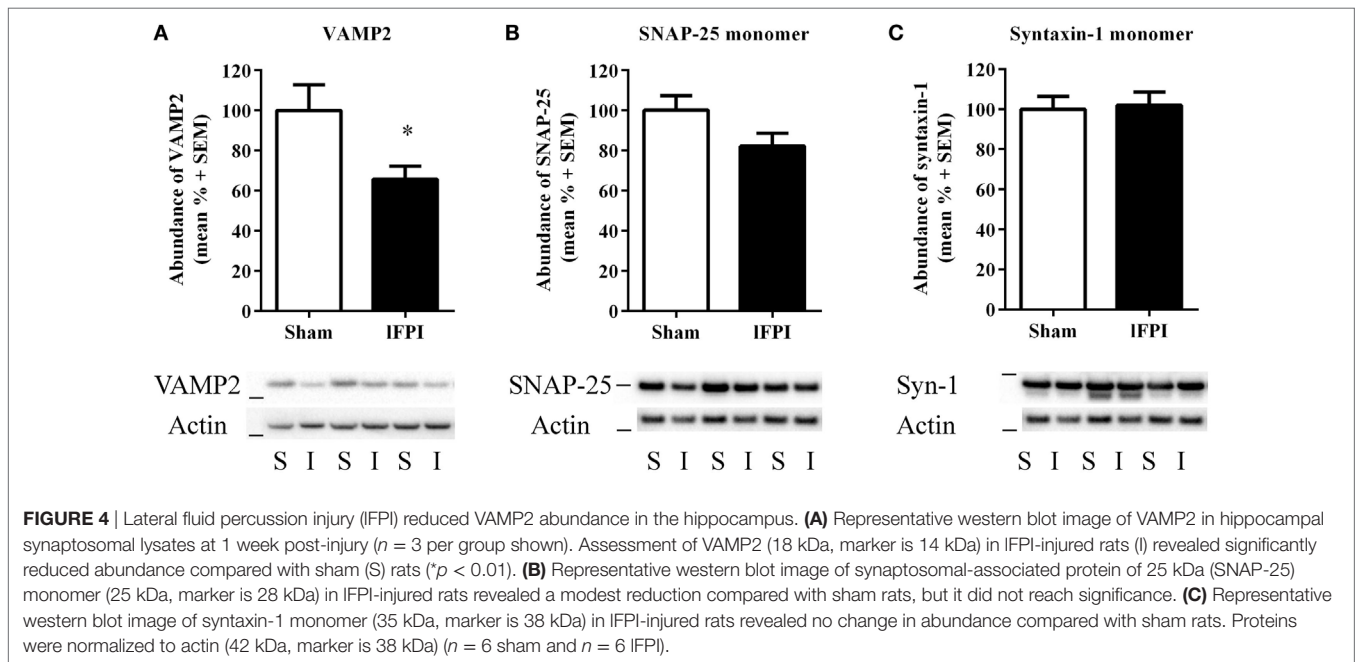 A
VAMP2
Abundance of VAMP2
(mean % + SEM)
120
100
80
60
40
20
0
*
Sham
lFPI
VAMP2
Actin
S I S I S I
B
SNAP-25 monomer
Abundance of SNAP-25
(mean % + SEM)
120
100
80
60
40
20
0
Sham
lFPI
SNAP-25
Actin
S I S I S I
C
Syntaxin-1 monomer
Abundance of syntaxin-1
(mean % + SEM)
120
100
80
60
40
20
0
Sham
lFPI
Syn-1
Actin
S I S I S I
FIGURE 4 | Lateral fluid percussion injury (lFPI) reduced VAMP2 abundance in the hippocampus. (A) Representative western blot image of VAMP2 in hippocampal
synaptosomal lysates at 1 week post-injury (n = 3 per group shown). Assessment of VAMP2 (18 kDa, marker is 14 kDa) in lFPI-injured rats (I) revealed significantly
reduced abundance compared with sham (S) rats (*p < 0.01). (B) Representative western blot image of synaptosomal-associated protein of 25 kDa (SNAP-25)
monomer (25 kDa, marker is 28 kDa) in lFPI-injured rats revealed a modest reduction compared with sham rats, but it did not reach significance. (C) Representative
western blot image of syntaxin-1 monomer (35 kDa, marker is 38 kDa) in lFPI-injured rats revealed no change in abundance compared with sham rats. Proteins
were normalized to actin (42 kDa, marker is 38 kDa) (n = 6 sham and n = 6 lFPI).